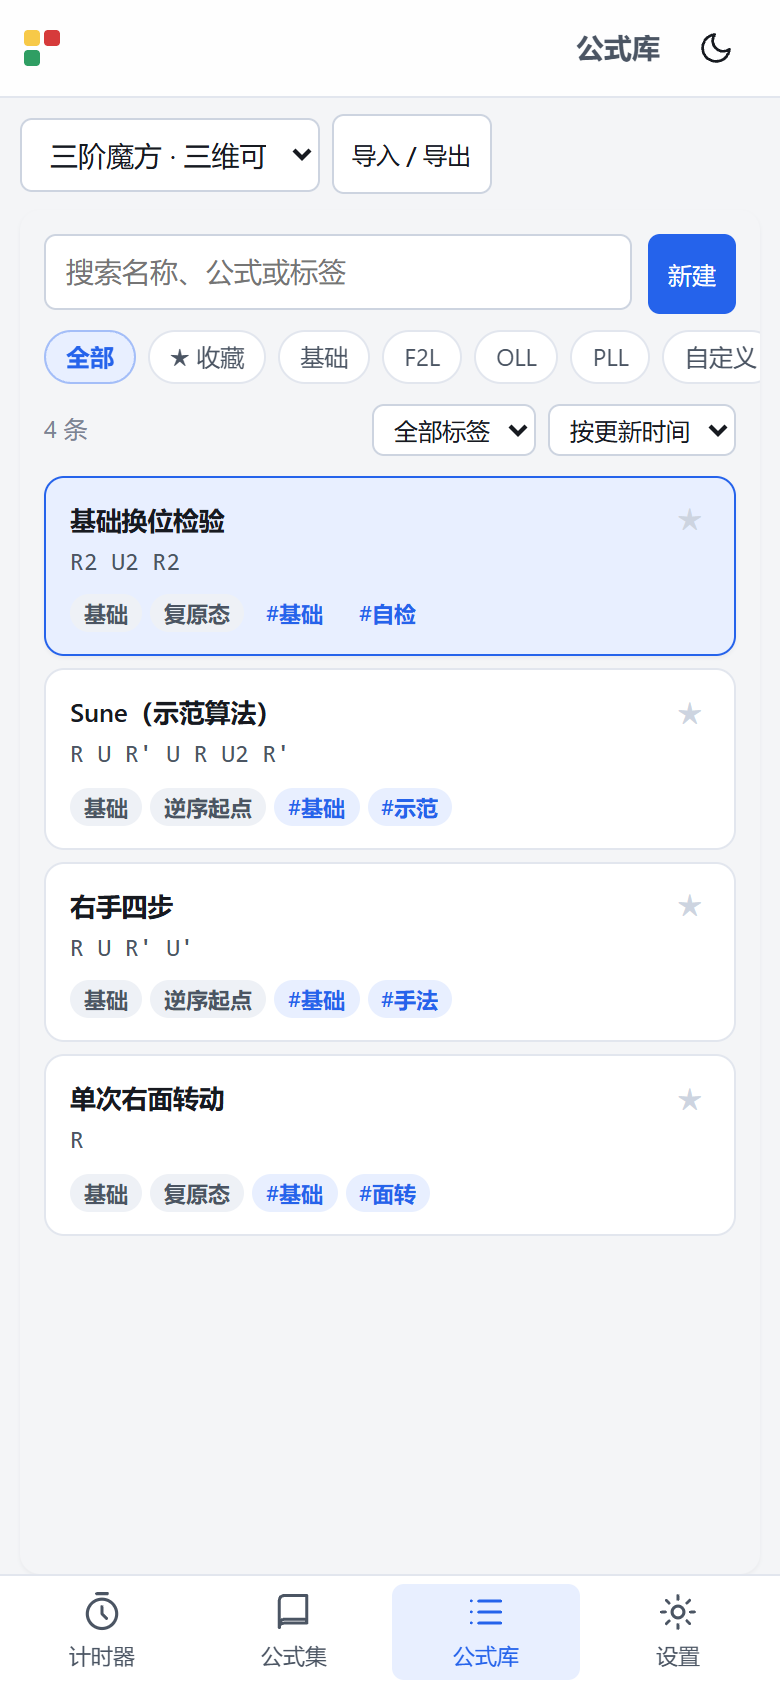 公式库
三阶魔方 · 三维可
导入 / 导出
搜索名称、公式或标签
新建
全部 ★ 收藏 基础 F2L OLL PLL 自定义
4 条
全部标签 按更新时间
基础换位检验 ★
R2 U2 R2
基础 复原态 #基础 #自检
Sune（示范算法） ★
R U R' U R U2 R'
基础 逆序起点 #基础 #示范
右手四步 ★
R U R' U'
基础 逆序起点 #基础 #手法
单次右面转动 ★
R
基础 复原态 #基础 #面转
计时器 公式集 公式库 设置